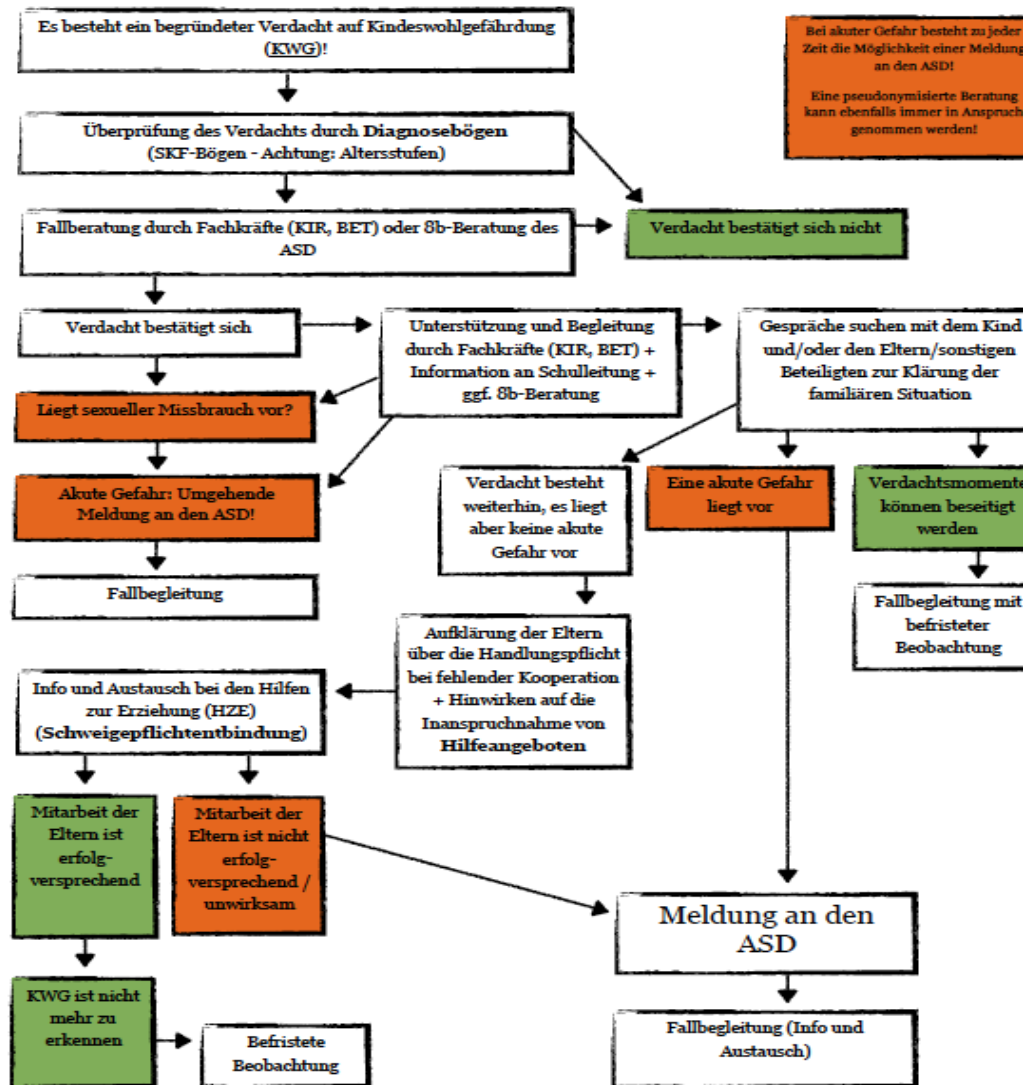 Es besteht ein begründeter Verdacht auf Kindeswohlgefährdung
(KWG)!
Bei akuter Gefahr besteht zu jeder
Zeit die Möglichkeit einer Meldung
an den ASD!
Eine pseudonymisierte Beratung
kann ebenfalls immer in Anspruch
genommen werden!
Überprüfung des Verdachts durch Diagnosebögen
(SKF-Bögen - Achtung: Altersstufen)
Fallberatung durch Fachkräfte (KIR, BET) oder 8b-Beratung des
ASD
Verdacht bestätigt sich nicht
Verdacht bestätigt sich
Unterstützung und Begleitung
durch Fachkräfte (KIR, BET) +
Information an Schulleitung +
ggf. 8b-Beratung
Gespräche suchen mit dem Kind
und/oder den Eltern/sonstigen
Beteiligten zur Klärung der
familiären Situation
Liegt sexueller Missbrauch vor?
Akute Gefahr: Umgehende
Meldung an den ASD!
Fallbegleitung
Verdacht besteht
weiterhin, es liegt
aber keine akute
Gefahr vor
Eine akute Gefahr
liegt vor
Verdachtsmomente
können beseitigt
werden
Fallbegleitung mit
befristeter
Beobachtung
Aufklärung der Eltern
über die Handlungspflicht
bei fehlender Kooperation
+ Hinwirken auf die
Inanspruchnahme von
Hilfeangeboten
Info und Austausch bei den Hilfen
zur Erziehung (HZE)
(Schweigepflichtentbindung)
Mitarbeit der
Eltern ist
erfolg-
versprechend
Mitarbeit der
Eltern ist nicht
erfolg-
versprechend /
unwirksam
Meldung an den
ASD
KWG ist nicht
mehr zu
erkennen
Befristete
Beobachtung
Fallbegleitung (Info und
Austausch)